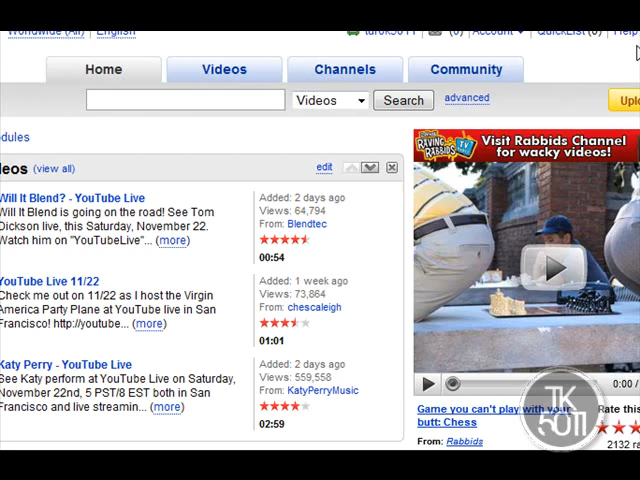 Worldwide (All) English
(0) Account QuickList (0) Help
Home Videos Channels Community
Videos Search advanced Uplo
odules
eos (view all) edit
Will It Blend? - YouTube Live
Will It Blend is going on the road! See Tom
Dickson live, this Saturday, November 22.
Watch him on "YouTubeLive"... (more)
Added: 2 days ago
Views: 64,794
From: Blendtec
00:54
YouTube Live 11/22
Check me out on 11/22 as I host the Virgin
America Party Plane at YouTube live in San
Francisco! http://youtube... (more)
Added: 1 week ago
Views: 73,864
From: chescaleigh
01:01
Katy Perry - YouTube Live
See Katy perform at YouTube Live on Saturday,
November 22nd, 5 PST/8 EST both in San
Francisco and live streamin... (more)
Added: 2 days ago
Views: 559,558
From: KatyPerryMusic
02:59
RAVING RABBIDS TV PARTY
Visit Rabbids Channel
for wacky videos!
0:00 /
Game you can't play with your
butt: Chess
From: Rabbids
Rate this
2132 ra
TK
5011